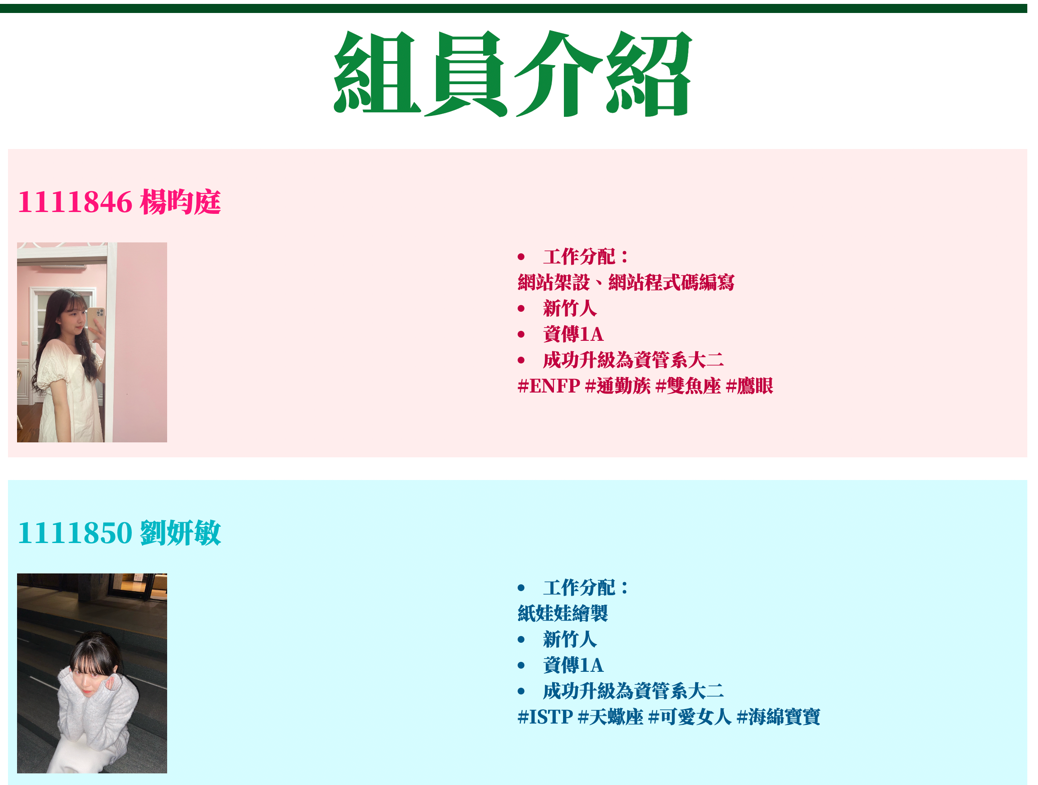 組員介紹
1111846 楊昀庭
• 工作分配：
網站架設、網站程式碼編寫
• 新竹人
• 資傳1A
• 成功升級為資管系大二
#ENFP #通勤族 #雙魚座 #鷹眼
1111850 劉妍敏
• 工作分配：
紙娃娃繪製
• 新竹人
• 資傳1A
• 成功升級為資管系大二
#ISTP #天蠍座 #可愛女人 #海綿寶寶